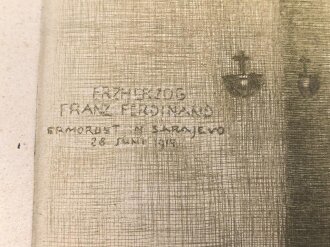 ERZHERZOG
FRANZ FERDINAND
ERMORDET IN SARAJEVO
28 JUNI 1914